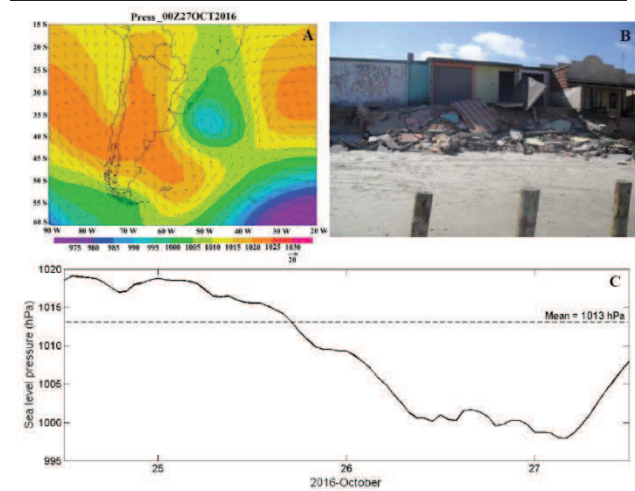 Press_00Z27OCT2016
A
B
15 S
20 S
25 S
30 S
35 S
40 S
45 S
50 S
55 S
60 S
90 W 80 W 70 W 60 W 50 W 40 W 30 W 20 W
975 980 985 990 995 1000 1005 1010 1015 1020 1025 1030
20
C
1020
1015
1010
1005
1000
995
Sea level pressure (hPa)
Mean = 1013 hPa
25 26 27
2016-October